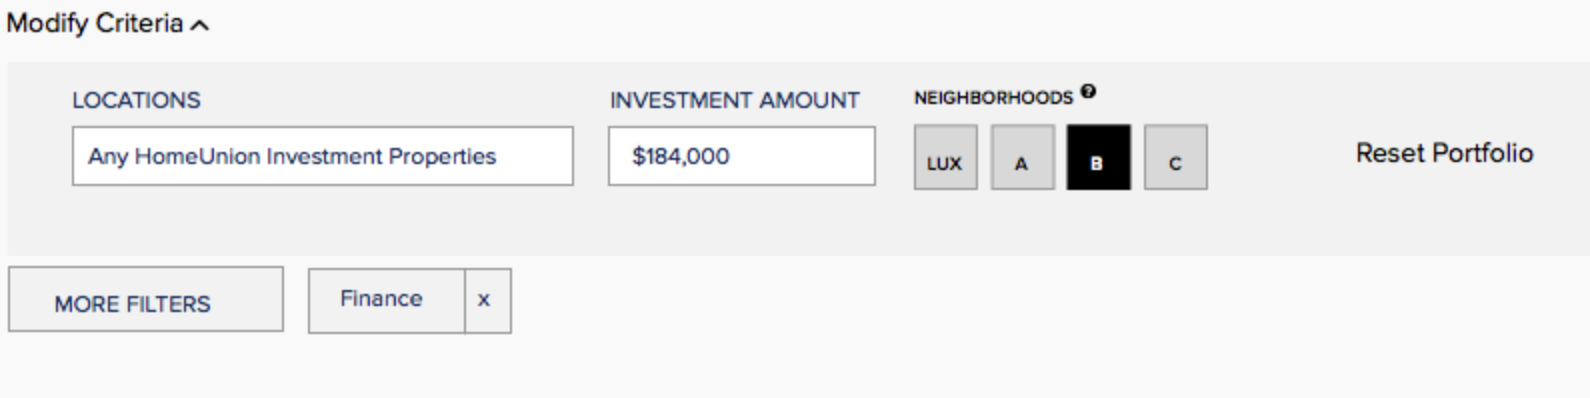 Modify Criteria
LOCATIONS
INVESTMENT AMOUNT
NEIGHBORHOODS ?
Any HomeUnion Investment Properties
$184,000
LUX A B C
Reset Portfolio
MORE FILTERS
Finance x